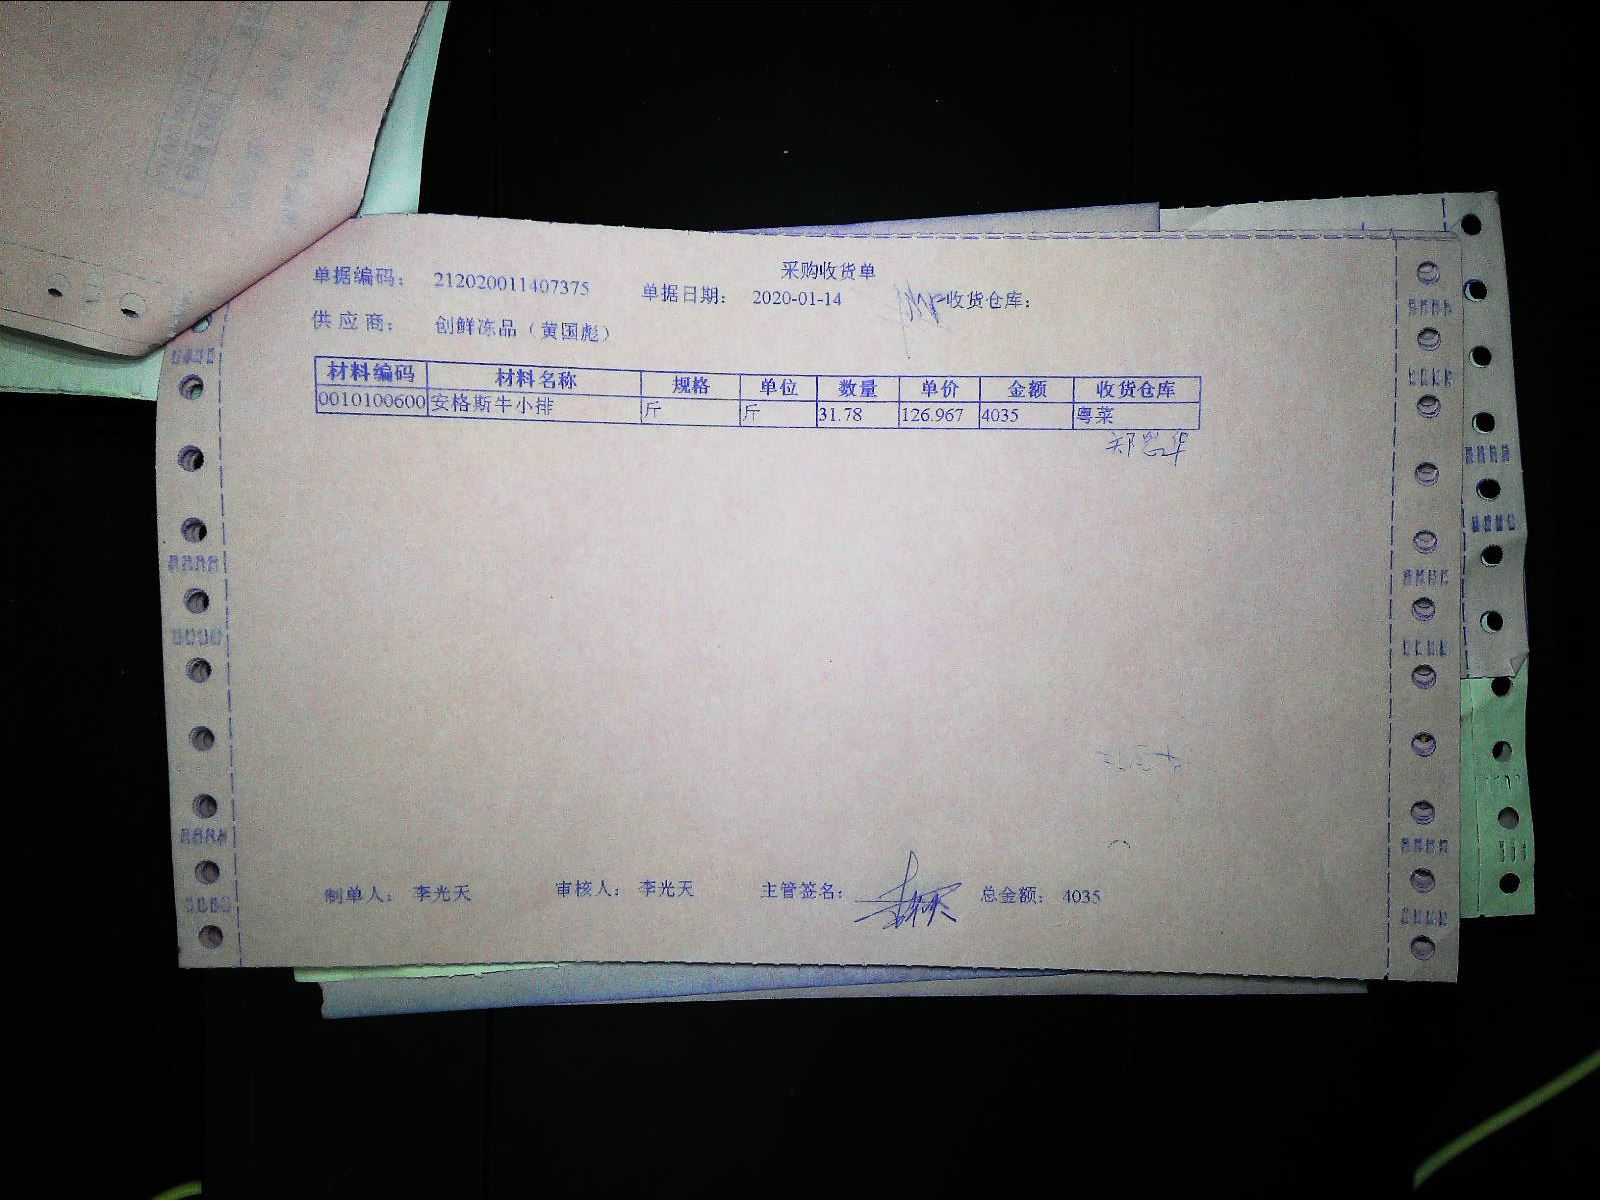 采购收货单
单据编码： 212020011407375 单据日期： 2020-01-14 收货仓库：
供应商： 创鲜冻品（黄国彪）
材料编码 材料名称 规格 单位 数量 单价 金额 收货仓库
0010100600 安格斯牛小排 斤 斤 31.78 126.967 4035 粤菜
制单人： 李光天 审核人： 李光天 主管签名： 总金额： 4035